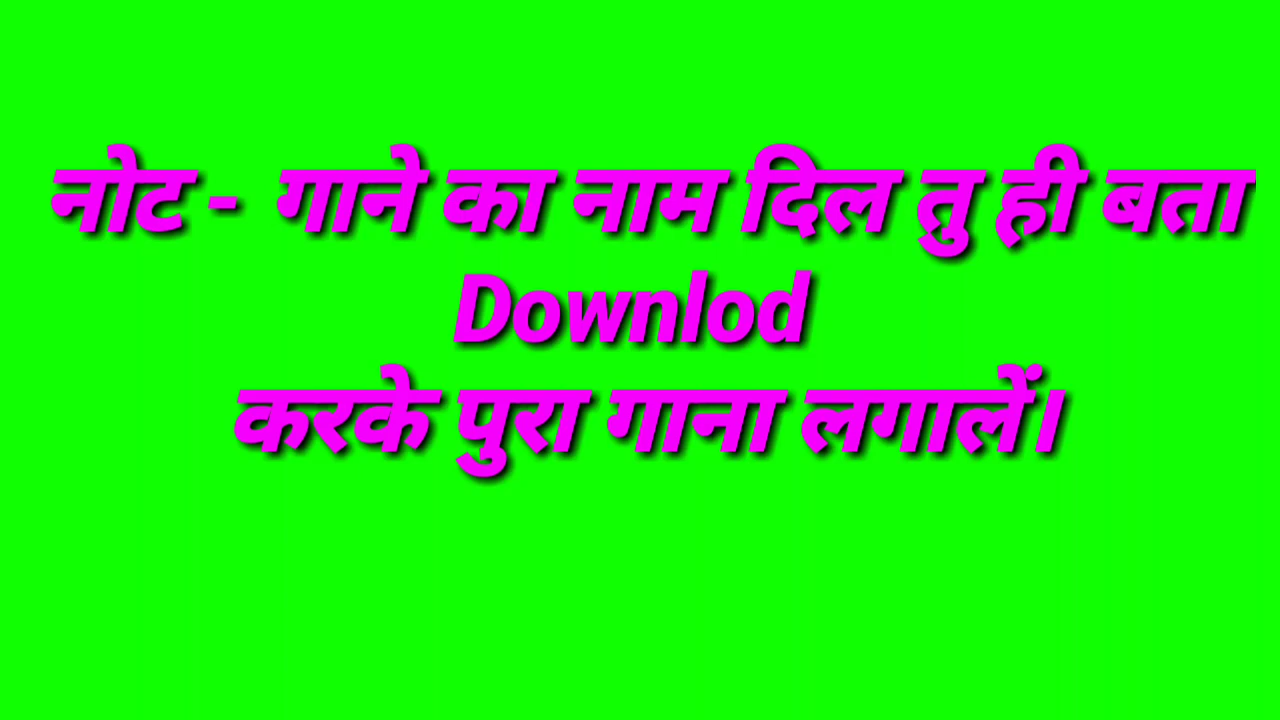 नोट - गाने का नाम दिल तु ही बता
Downlod
करके पुरा गाना लगालें।